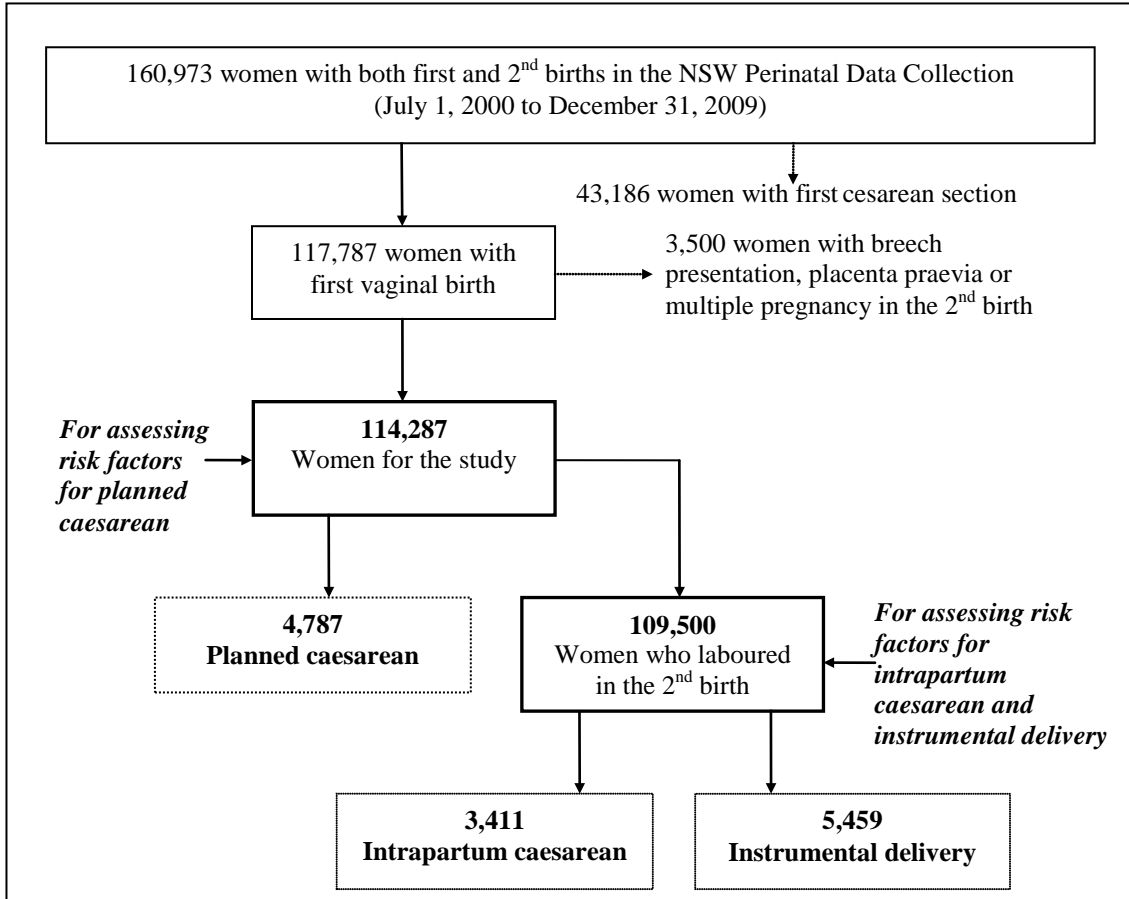 160,973 women with both first and 2nd births in the NSW Perinatal Data Collection
(July 1, 2000 to December 31, 2009)
43,186 women with first cesarean section
117,787 women with
first vaginal birth
3,500 women with breech
presentation, placenta praevia or
multiple pregnancy in the 2nd birth
For assessing
risk factors
for planned
caesarean
114,287
Women for the study
4,787
Planned caesarean
109,500
Women who laboured
in the 2nd birth
For assessing risk
factors for
intrapartum
caesarean and
instrumental delivery
3,411
Intrapartum caesarean
5,459
Instrumental delivery